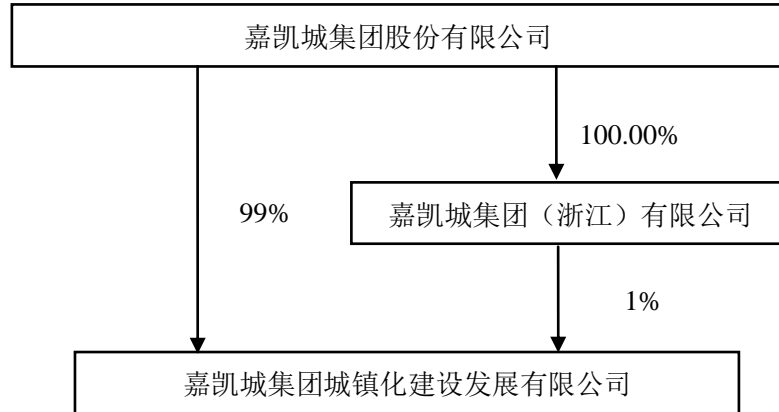 嘉凯城集团股份有限公司
100.00%
99%
嘉凯城集团（浙江）有限公司
1%
嘉凯城集团城镇化建设发展有限公司